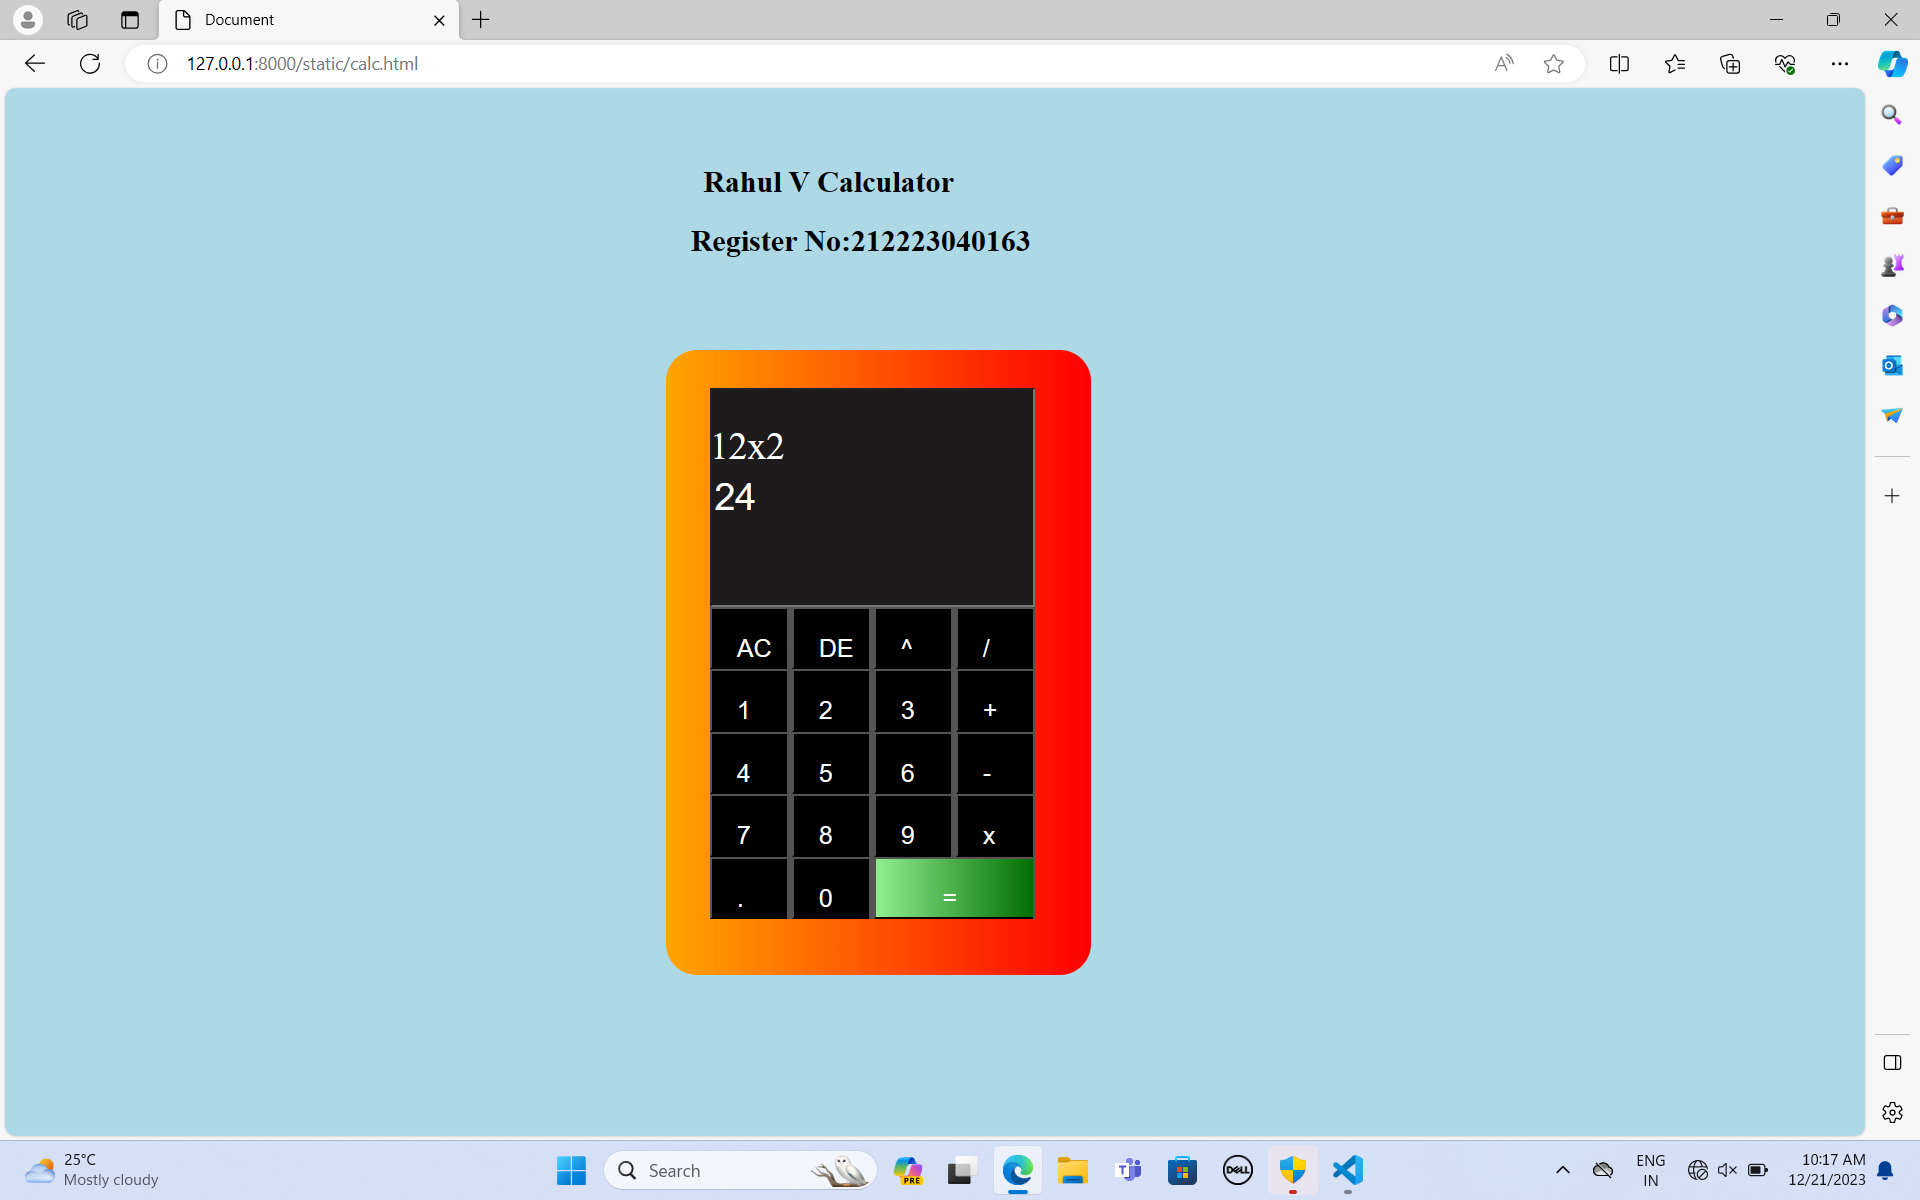 Document
127.0.0.1:8000/static/calc.html
Rahul V Calculator
Register No:212223040163
12x2
24
AC DE ^ /
1 2 3 +
4 5 6 -
7 8 9 x
. 0 =
25°C
Mostly cloudy
Search
PRE
DELL
ENG
IN
10:17 AM
12/21/2023